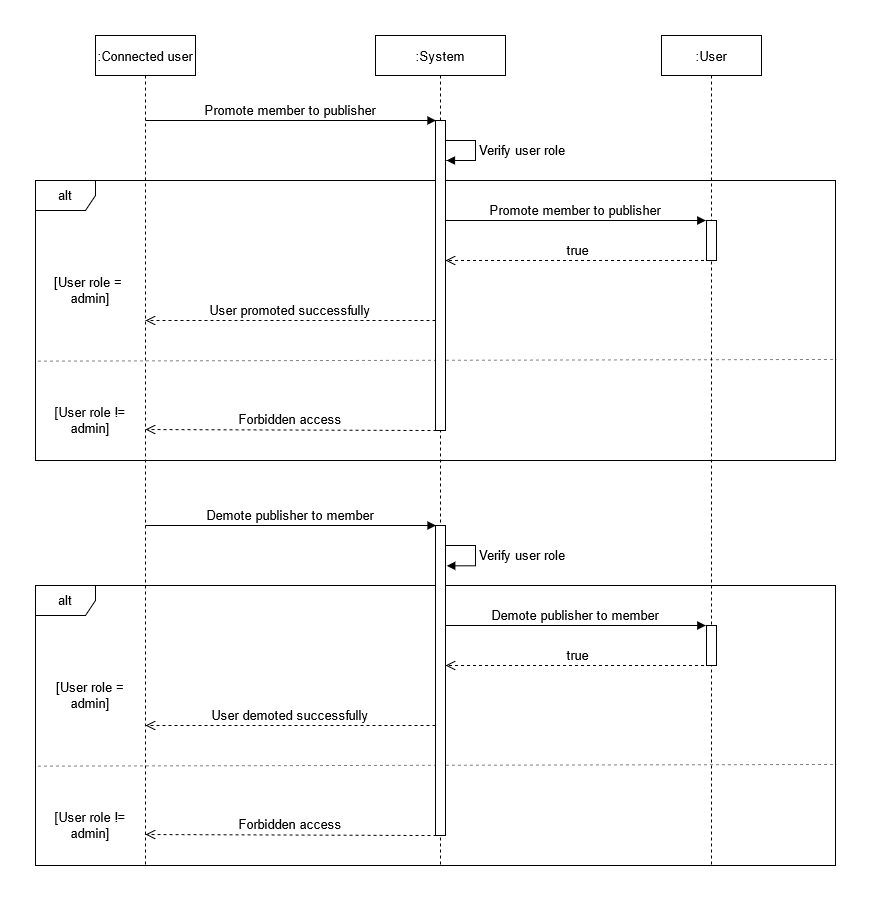 :Connected user
:System
:User
Promote member to publisher
Verify user role
alt
Promote member to publisher
true
[User role =
admin]
User promoted successfully
[User role !=
admin]
Forbidden access
Demote publisher to member
Verify user role
alt
Demote publisher to member
true
[User role =
admin]
User demoted successfully
[User role !=
admin]
Forbidden access